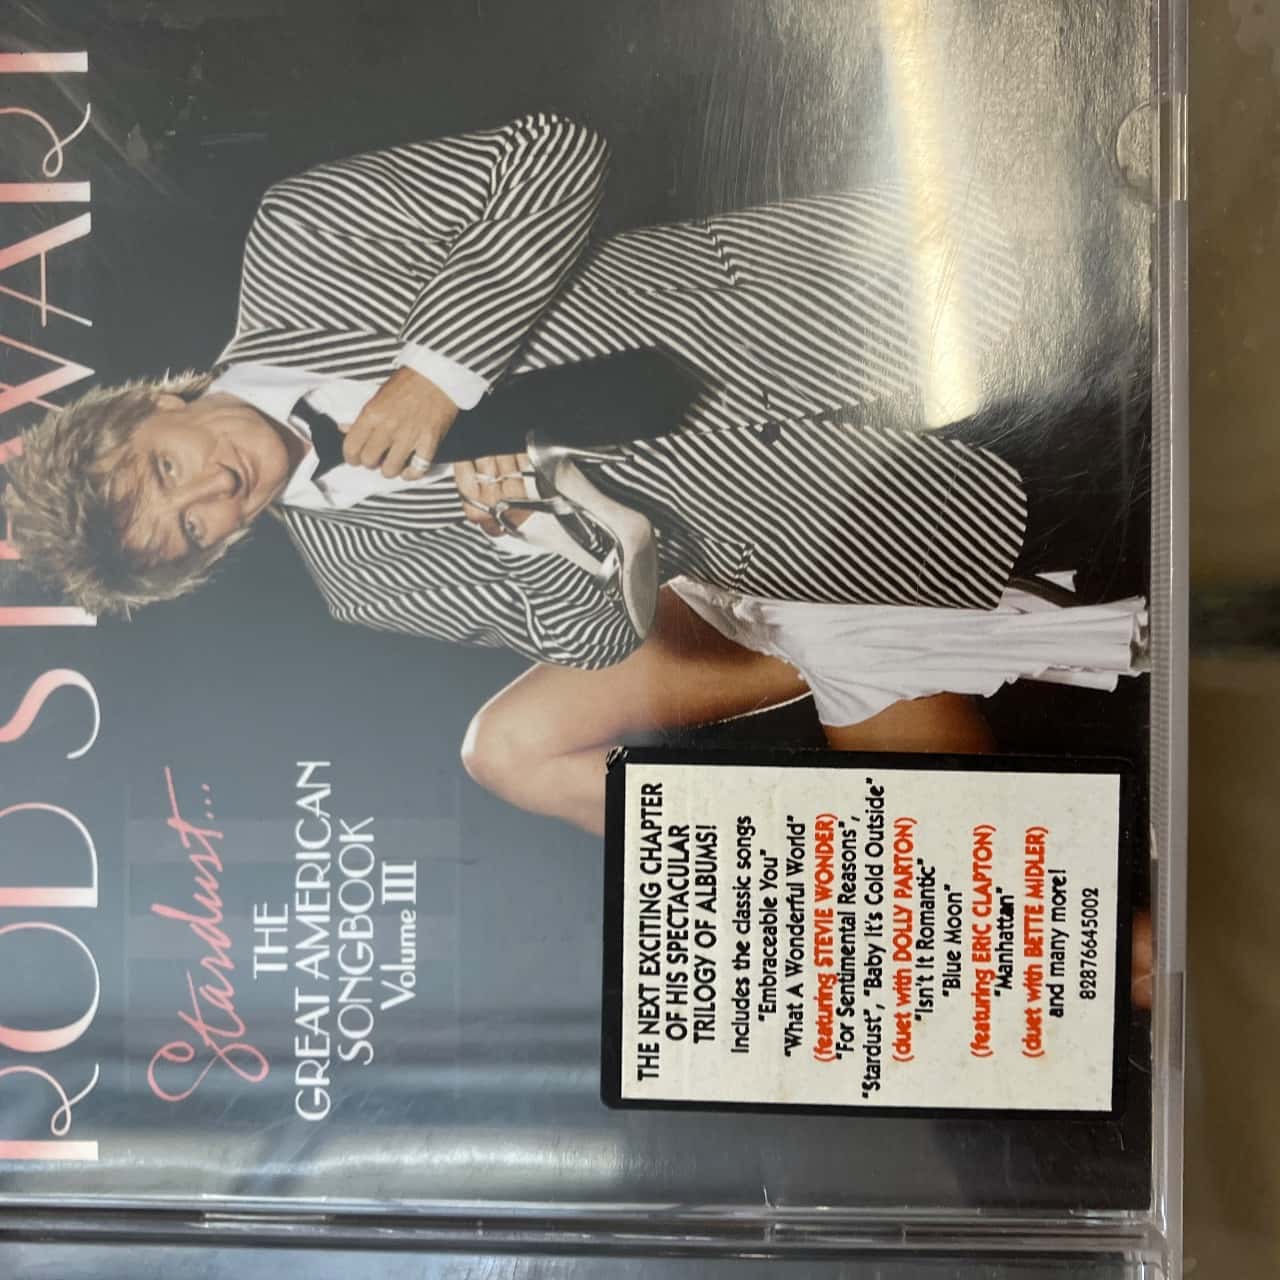 ROD STEWART
Stardust...
THE
GREAT AMERICAN
SONGBOOK
Volume III
THE NEXT EXCITING CHAPTER
OF HIS SPECTACULAR
TRILOGY OF ALBUMS!
Includes the classic songs
"Embraceable You"
"What A Wonderful World"
(featuring STEVIE WONDER)
"For Sentimental Reasons",
"Stardust", "Baby It's Cold Outside"
(duet with DOLLY PARTON)
"Isn't It Romantic"
"Blue Moon"
(featuring ERIC CLAPTON)
"Manhattan"
(duet with BETTE MIDLER)
and many more!
82876645002